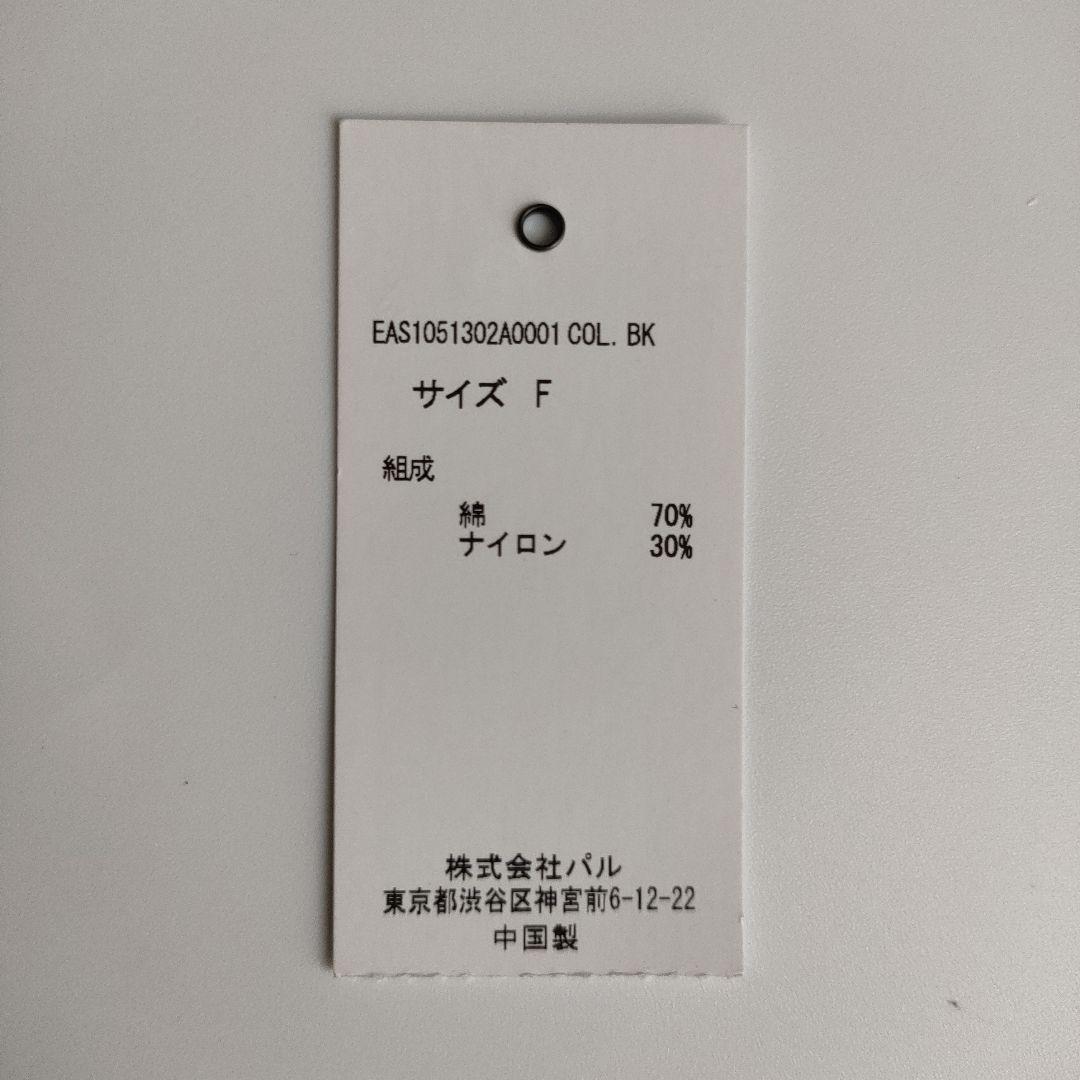 EAS1051302A0001 COL. BK
サイズ F
組成
綿 70%
ナイロン 30%
株式会社パル
東京都渋谷区神宮前6-12-22
中国製